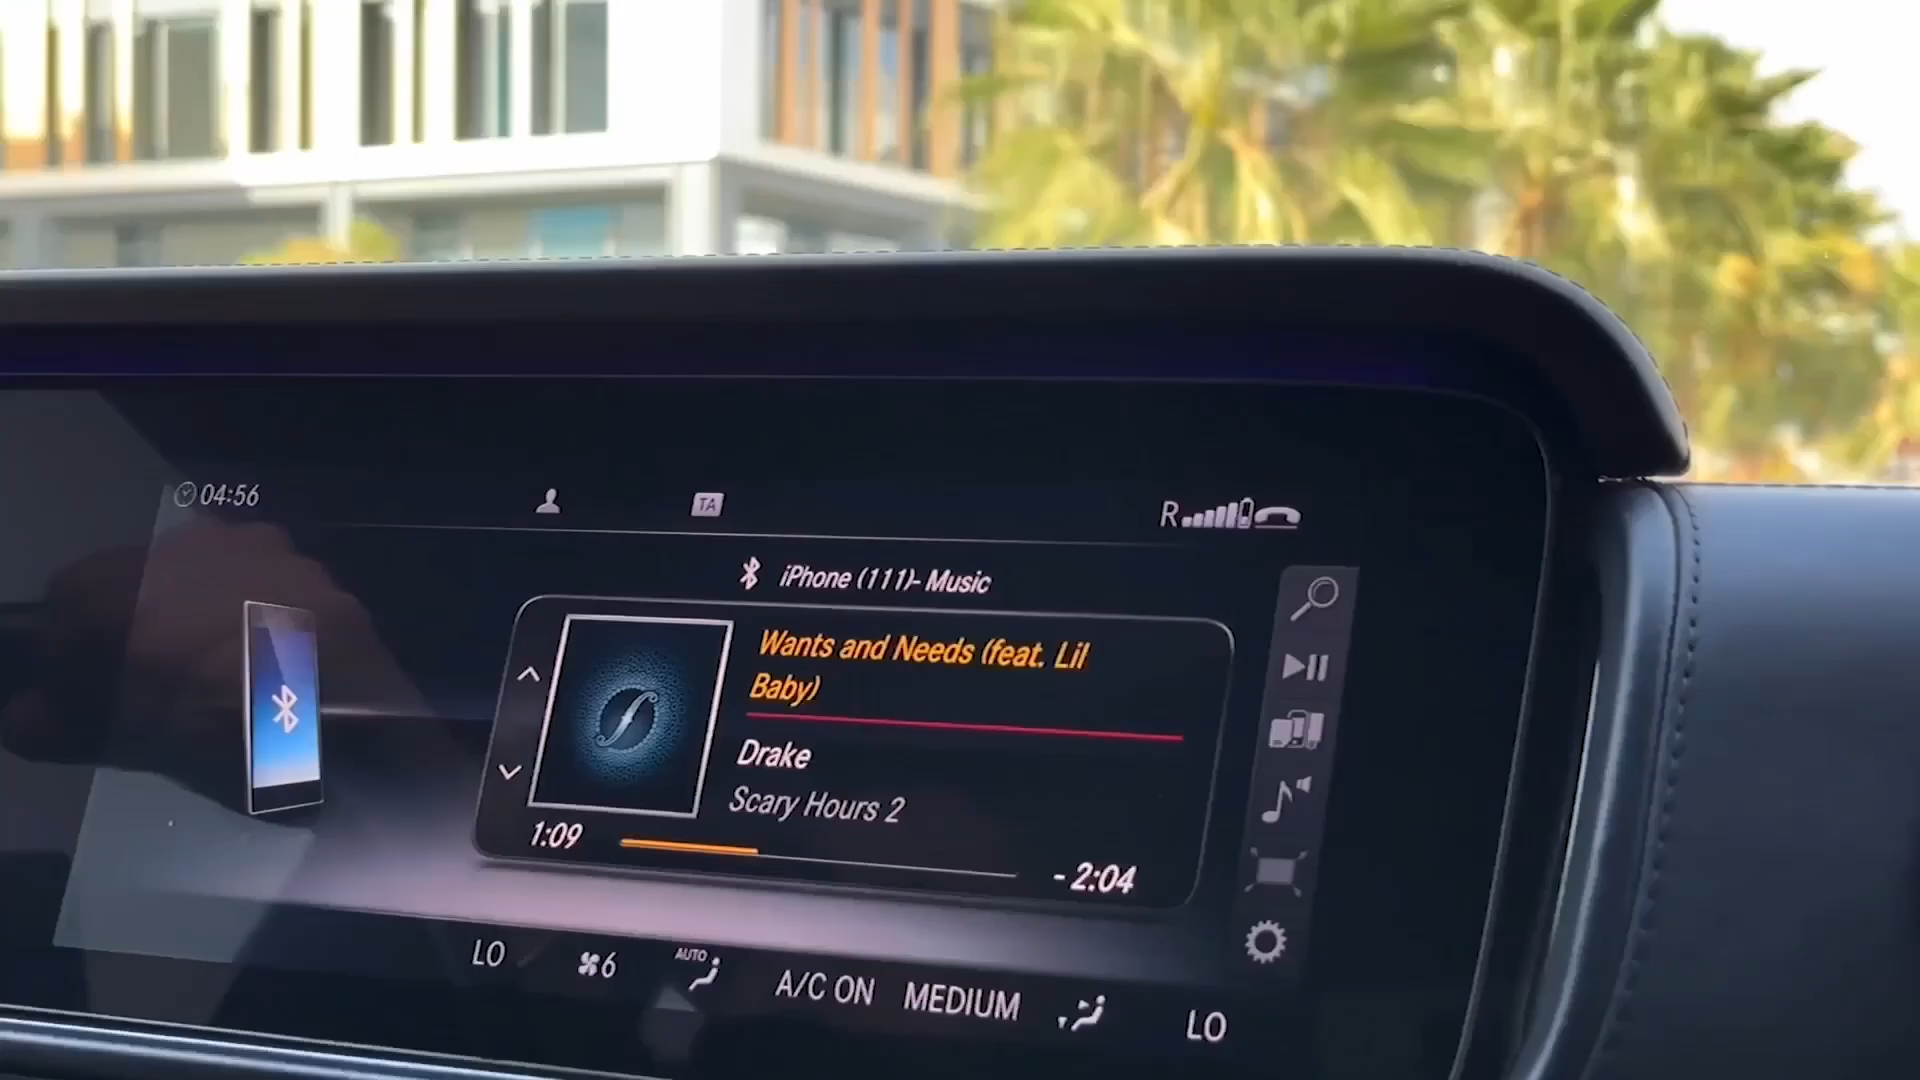 04:56
TA
R
iPhone (111)- Music
Wants and Needs (feat. Lil
Baby)
Drake
Scary Hours 2
1:09
- 2:04
LO
6
AUTO
A/C ON
MEDIUM
LO